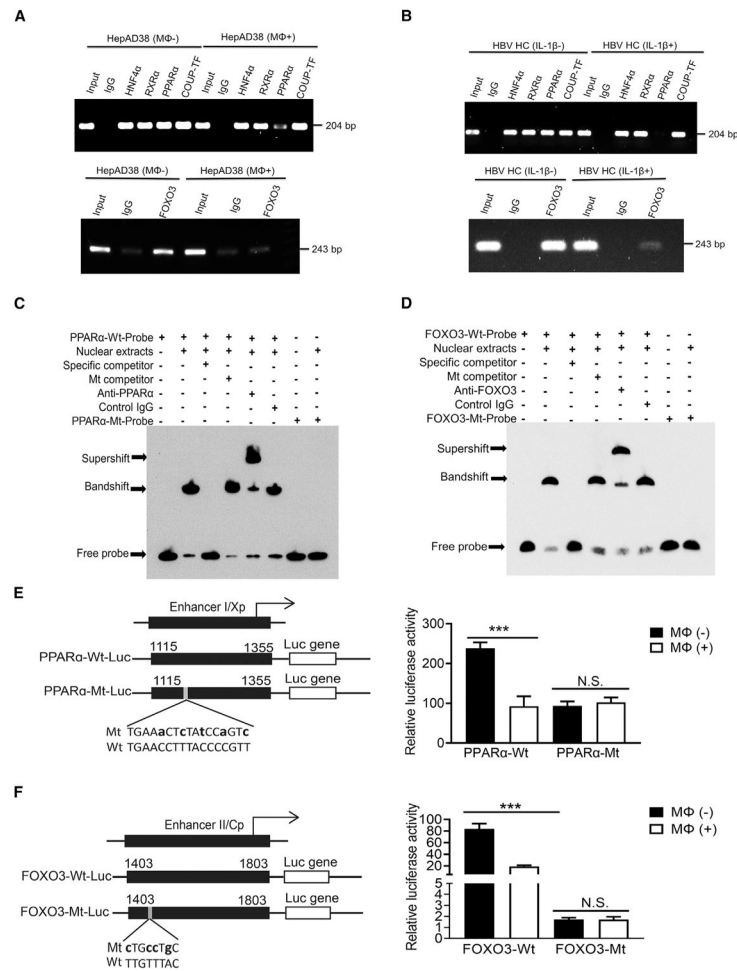 A
HepAD38 (MΦ-) HepAD38 (MΦ+)
Input IgG HNF4α RXRα PPARα COUP-TF Input IgG HNF4α RXRα PPARα COUP-TF
204 bp
HepAD38 (MΦ-) HepAD38 (MΦ+)
Input IgG FOXO3 Input IgG FOXO3
243 bp
B
HBV HC (IL-1β-) HBV HC (IL-1β+)
Input IgG HNF4α RXRα PPARα COUP-TF Input IgG HNF4α RXRα PPARα COUP-TF
204 bp
HBV HC (IL-1β-) HBV HC (IL-1β+)
Input IgG FOXO3 Input IgG FOXO3
243 bp
C
PPARα-Wt-Probe + + + + + + - -
Nuclear extracts - + + + + + - +
Specific competitor - - + - - - - -
Mt competitor - - - + - - - -
Anti-PPARα - - - - + - - -
Control IgG - - - - - + - -
PPARα-Mt-Probe - - - - - - + +
Supershift
Bandshift
Free probe
D
FOXO3-Wt-Probe + + + + + + - -
Nuclear extracts - + + + + + - +
Specific competitor - - + - - - - -
Mt competitor - - - + - - - -
Anti-FOXO3 - - - - + - - -
Control IgG - - - - - + - -
FOXO3-Mt-Probe - - - - - - + +
Supershift
Bandshift
Free probe
E
Enhancer I/Xp
1115 1355 Luc gene
PPARα-Wt-Luc
1115 1355 Luc gene
PPARα-Mt-Luc
Mt TGAAaACTcTAtCCaGTc
Wt TGAACCTTTACCCCGTT
Relative luciferase activity
300
200
100
0
***
N.S.
PPARα-Wt PPARα-Mt
MΦ (-)
MΦ (+)
F
Enhancer II/Cp
1403 1803 Luc gene
FOXO3-Wt-Luc
1403 1803 Luc gene
FOXO3-Mt-Luc
Mt cTGccTgC
Wt TTGTTTAC
Relative luciferase activity
100
80
60
40
20
5
4
3
2
1
0
***
N.S.
FOXO3-Wt FOXO3-Mt
MΦ (-)
MΦ (+)